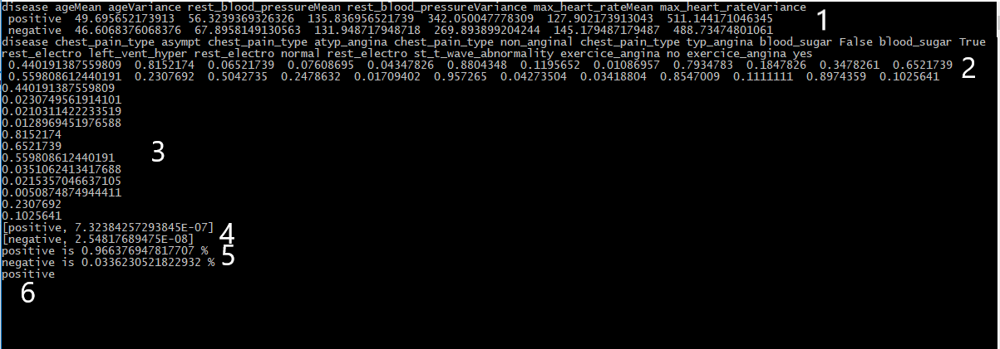 disease ageMean ageVariance rest_blood_pressureMean rest_blood_pressureVariance max_heart_rateMean max_heart_rateVariance
positive 49.695652173913 56.3239369326326 135.836956521739 342.050047778309 127.902173913043 511.144171046345
negative 46.6068376068376 67.8958149130563 131.948717948718 269.893899204244 145.179487179487 488.73474801061
1
disease chest_pain_type asympt chest_pain_type atyp_angina chest_pain_type non_anginal chest_pain_type typ_angina blood_sugar False blood_sugar True
rest_electro left_vent_hyper rest_electro normal rest_electro st_t_wave_abnormality exercice_angina no exercice_angina yes
0.440191387559809 0.8152174 0.06521739 0.07608695 0.04347826 0.8804348 0.1195652 0.01086957 0.7934783 0.1847826 0.3478261 0.6521739
0.559808612440191 0.2307692 0.5042735 0.2478632 0.01709402 0.957265 0.04273504 0.03418804 0.8547009 0.1111111 0.8974359 0.1025641
2
0.440191387559809
0.0230749561914101
0.0210311422233519
0.0128969451976588
0.8152174
0.6521739
3
0.559808612440191
0.0351062413417688
0.0215357046637105
0.0050874874944411
0.2307692
0.1025641
[positive, 7.32384257293845E-07]
[negative, 2.54817689475E-08]
4
positive is 0.966376947817707 %
negative is 0.0336230521822932 %
5
positive
6